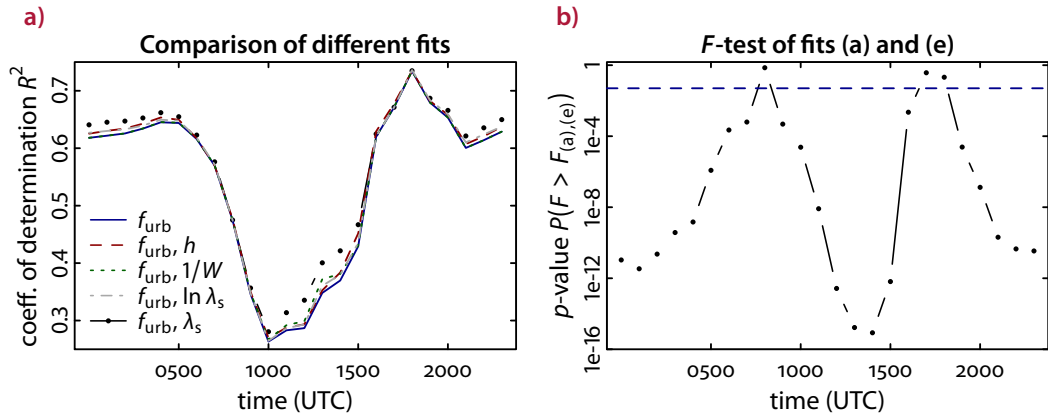 a)
Comparison of different fits
coeff. of determination R²
0.7
0.6
0.5
0.4
0.3
f_urb
f_urb, h
f_urb, 1/W
f_urb, ln λ_s
f_urb, λ_s
0500 1000 1500 2000
time (UTC)
b)
F-test of fits (a) and (e)
p-value P(F > F_(a),(e))
1
1e-4
1e-8
1e-12
1e-16
0500 1000 1500 2000
time (UTC)